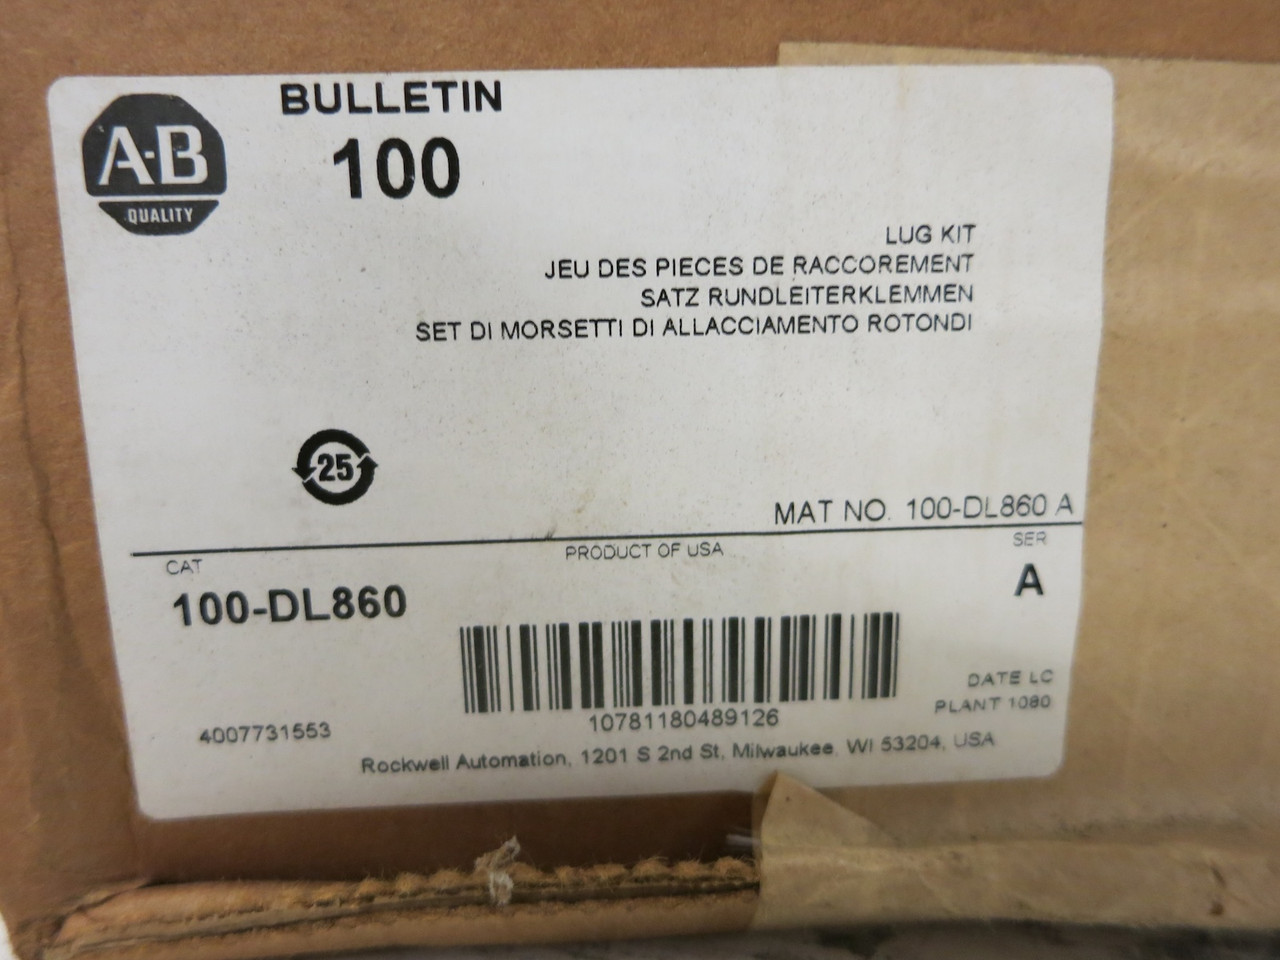 A-B
QUALITY
BULLETIN
100
LUG KIT
JEU DES PIECES DE RACCOREMENT
SATZ RUNDLEITERKLEMMEN
SET DI MORSETTI DI ALLACCIAMENTO ROTONDI
25
MAT NO. 100-DL860 A
CAT
PRODUCT OF USA
SER
100-DL860
A
DATE LC
PLANT 1080
4007731553
10781180489126
Rockwell Automation, 1201 S 2nd St, Milwaukee, WI 53204, USA